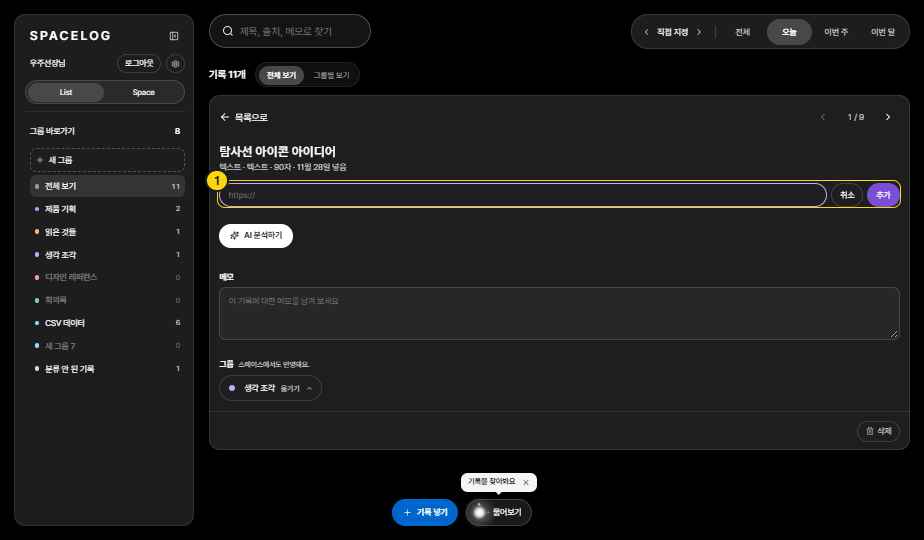 SPACELOG
우주선장님
로그아웃
List
Space
그룹 바로가기
8
+ 새 그룹
전체 보기 11
제품 기획 2
읽은 것들 1
생각 조각 1
디자인 레퍼런스 0
회의록 0
CSV 데이터 6
새 그룹 7 0
분류 안 된 기록 1
제목, 출처, 메모로 찾기
직접 지정
전체
오늘
이번 주
이번 달
기록 11개
전체 보기
그룹별 보기
목록으로
1 / 9
탐사선 아이콘 아이디어
텍스트 · 텍스트 · 90자 · 11월 28일 넣음
1
https://
취소
추가
AI 분석하기
메모
이 기록에 대한 메모를 남겨 보세요
그룹 스페이스에서도 반영돼요.
생각 조각 옮기기
삭제
기록을 찾아봐요
+ 기록 넣기
물어보기